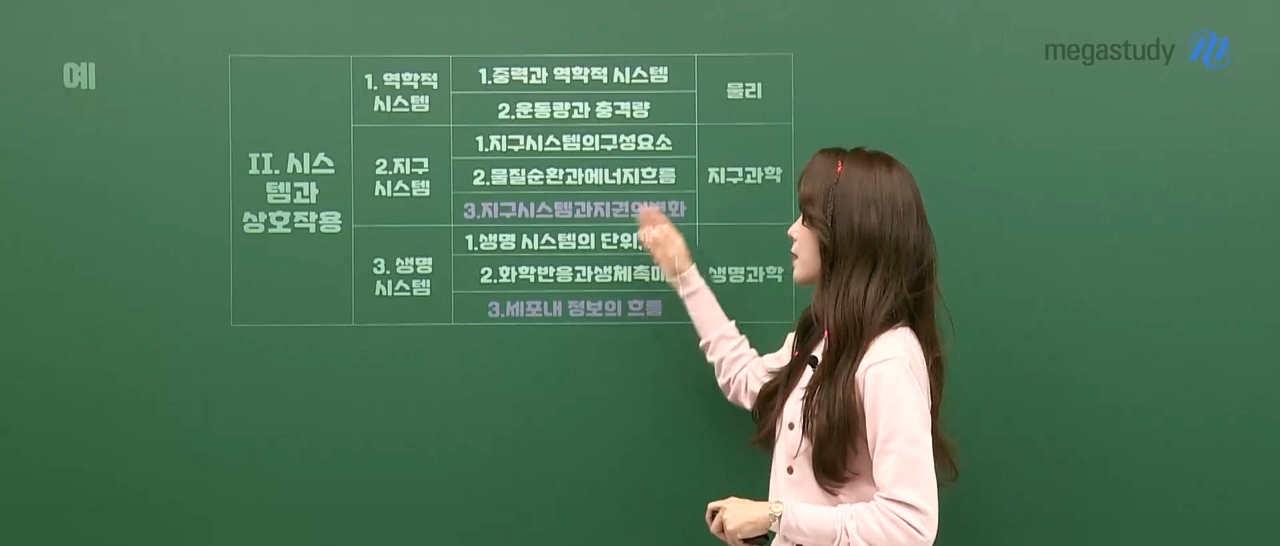 예
megastudy
II. 시스
템과
상호작용
1. 역학적
시스템
1.중력과 역학적 시스템
2.운동량과 충격량
물리
2.지구
시스템
1.지구시스템의구성요소
2.물질순환과에너지흐름
3.지구시스템과지권의변화
지구과학
3. 생명
시스템
1.생명 시스템의 단위,
2.화학반응과생체촉매
3.세포내 정보의 흐름
생명과학